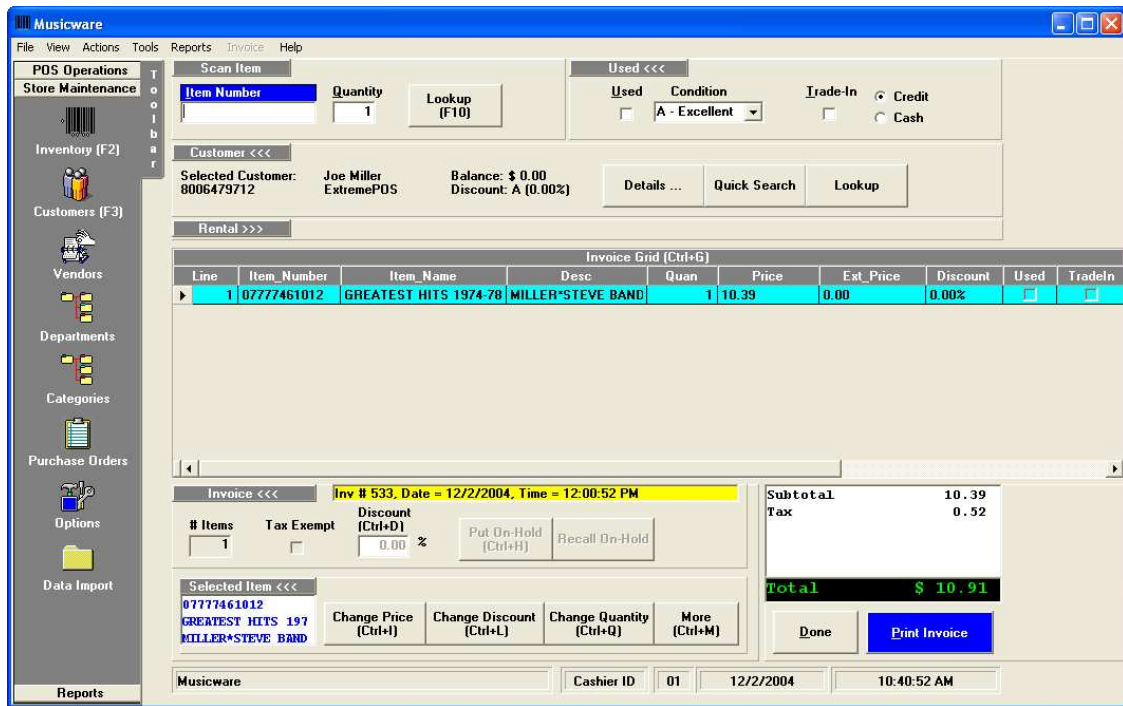 Musicware
File View Actions Tools Reports Invoice Help
POS Operations
Store Maintenance
Toolbar
Inventory (F2)
Customers (F3)
Vendors
Departments
Categories
Purchase Orders
Options
Data Import
Reports
Scan Item
Item Number Quantity
1
Lookup (F10)
Used <<<
Used Condition Trade-In Credit
A - Excellent Cash
Customer <<<
Selected Customer: Joe Miller Balance: $ 0.00
8006479712 ExtremePOS Discount: A (0.00%)
Details ... Quick Search Lookup
Rental >>>
Invoice Grid (Ctrl+G)
Line Item_Number Item_Name Desc Quan Price Ext_Price Discount Used TradeIn
1 07777461012 GREATEST HITS 1974-78 MILLER*STEVE BAND 1 10.39 0.00 0.00%
Invoice <<< Inv # 533, Date = 12/2/2004, Time = 12:00:52 PM
# Items Tax Exempt Discount (Ctrl+D)
1 0.00 %
Put On-Hold (Ctrl+H) Recall On-Hold
Selected Item <<<
07777461012
GREATEST HITS 197
MILLER*STEVE BAND
Change Price (Ctrl+I) Change Discount (Ctrl+L) Change Quantity (Ctrl+Q) More (Ctrl+M)
Subtotal 10.39
Tax 0.52
Total $ 10.91
Done Print Invoice
Musicware Cashier ID 01 12/2/2004 10:40:52 AM